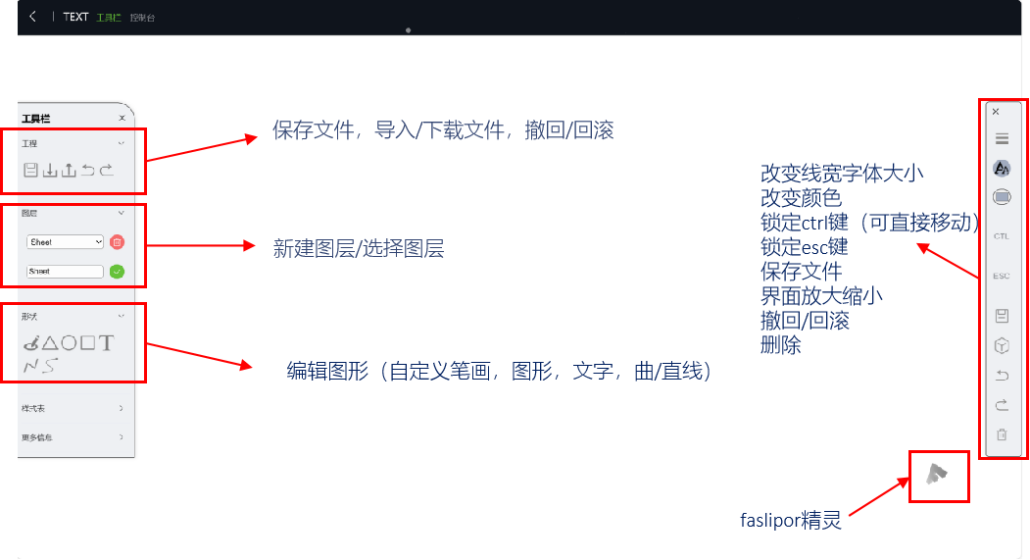 TEXT 工具栏 控制台
工具栏
工程
保存文件，导入/下载文件，撤回/回滚
图层
Sheet
Sheet
新建图层/选择图层
形状
T
编辑图形（自定义笔画，图形，文字，曲/直线）
样式表
更多信息
改变线宽字体大小
改变颜色
锁定ctrl键（可直接移动）
锁定esc键
保存文件
界面放大缩小
撤回/回滚
删除
CTL
ESC
faslipor精灵